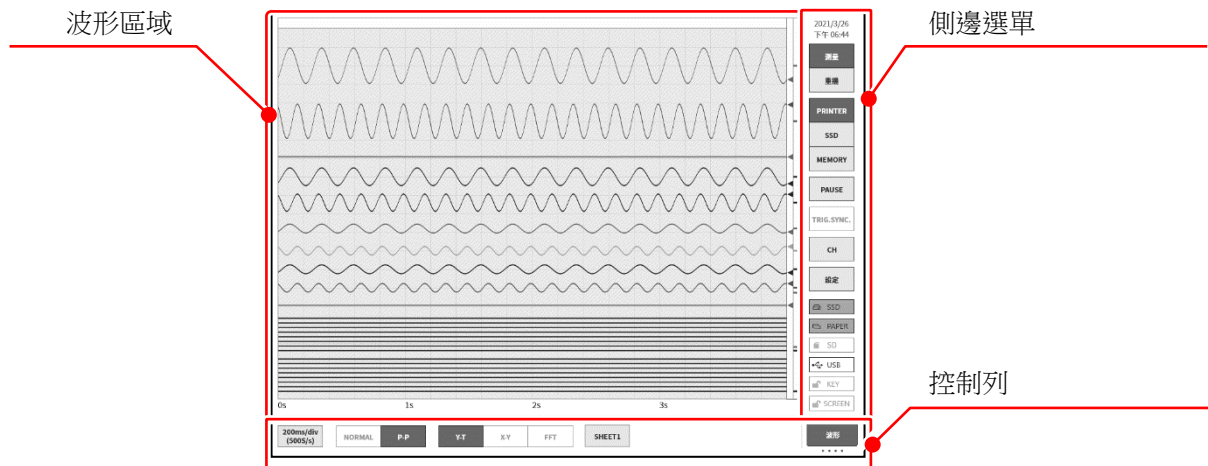 波形區域
側邊選單
控制列
2021/3/26
下午 06:44
測量
重播
PRINTER
SSD
MEMORY
PAUSE
TRIG.SYNC.
CH
設定
SSD
PAPER
SD
USB
KEY
SCREEN
0s 1s 2s 3s
200ms/div
(500S/s)
NORMAL P-P Y-T X-Y FFT SHEET1 波形